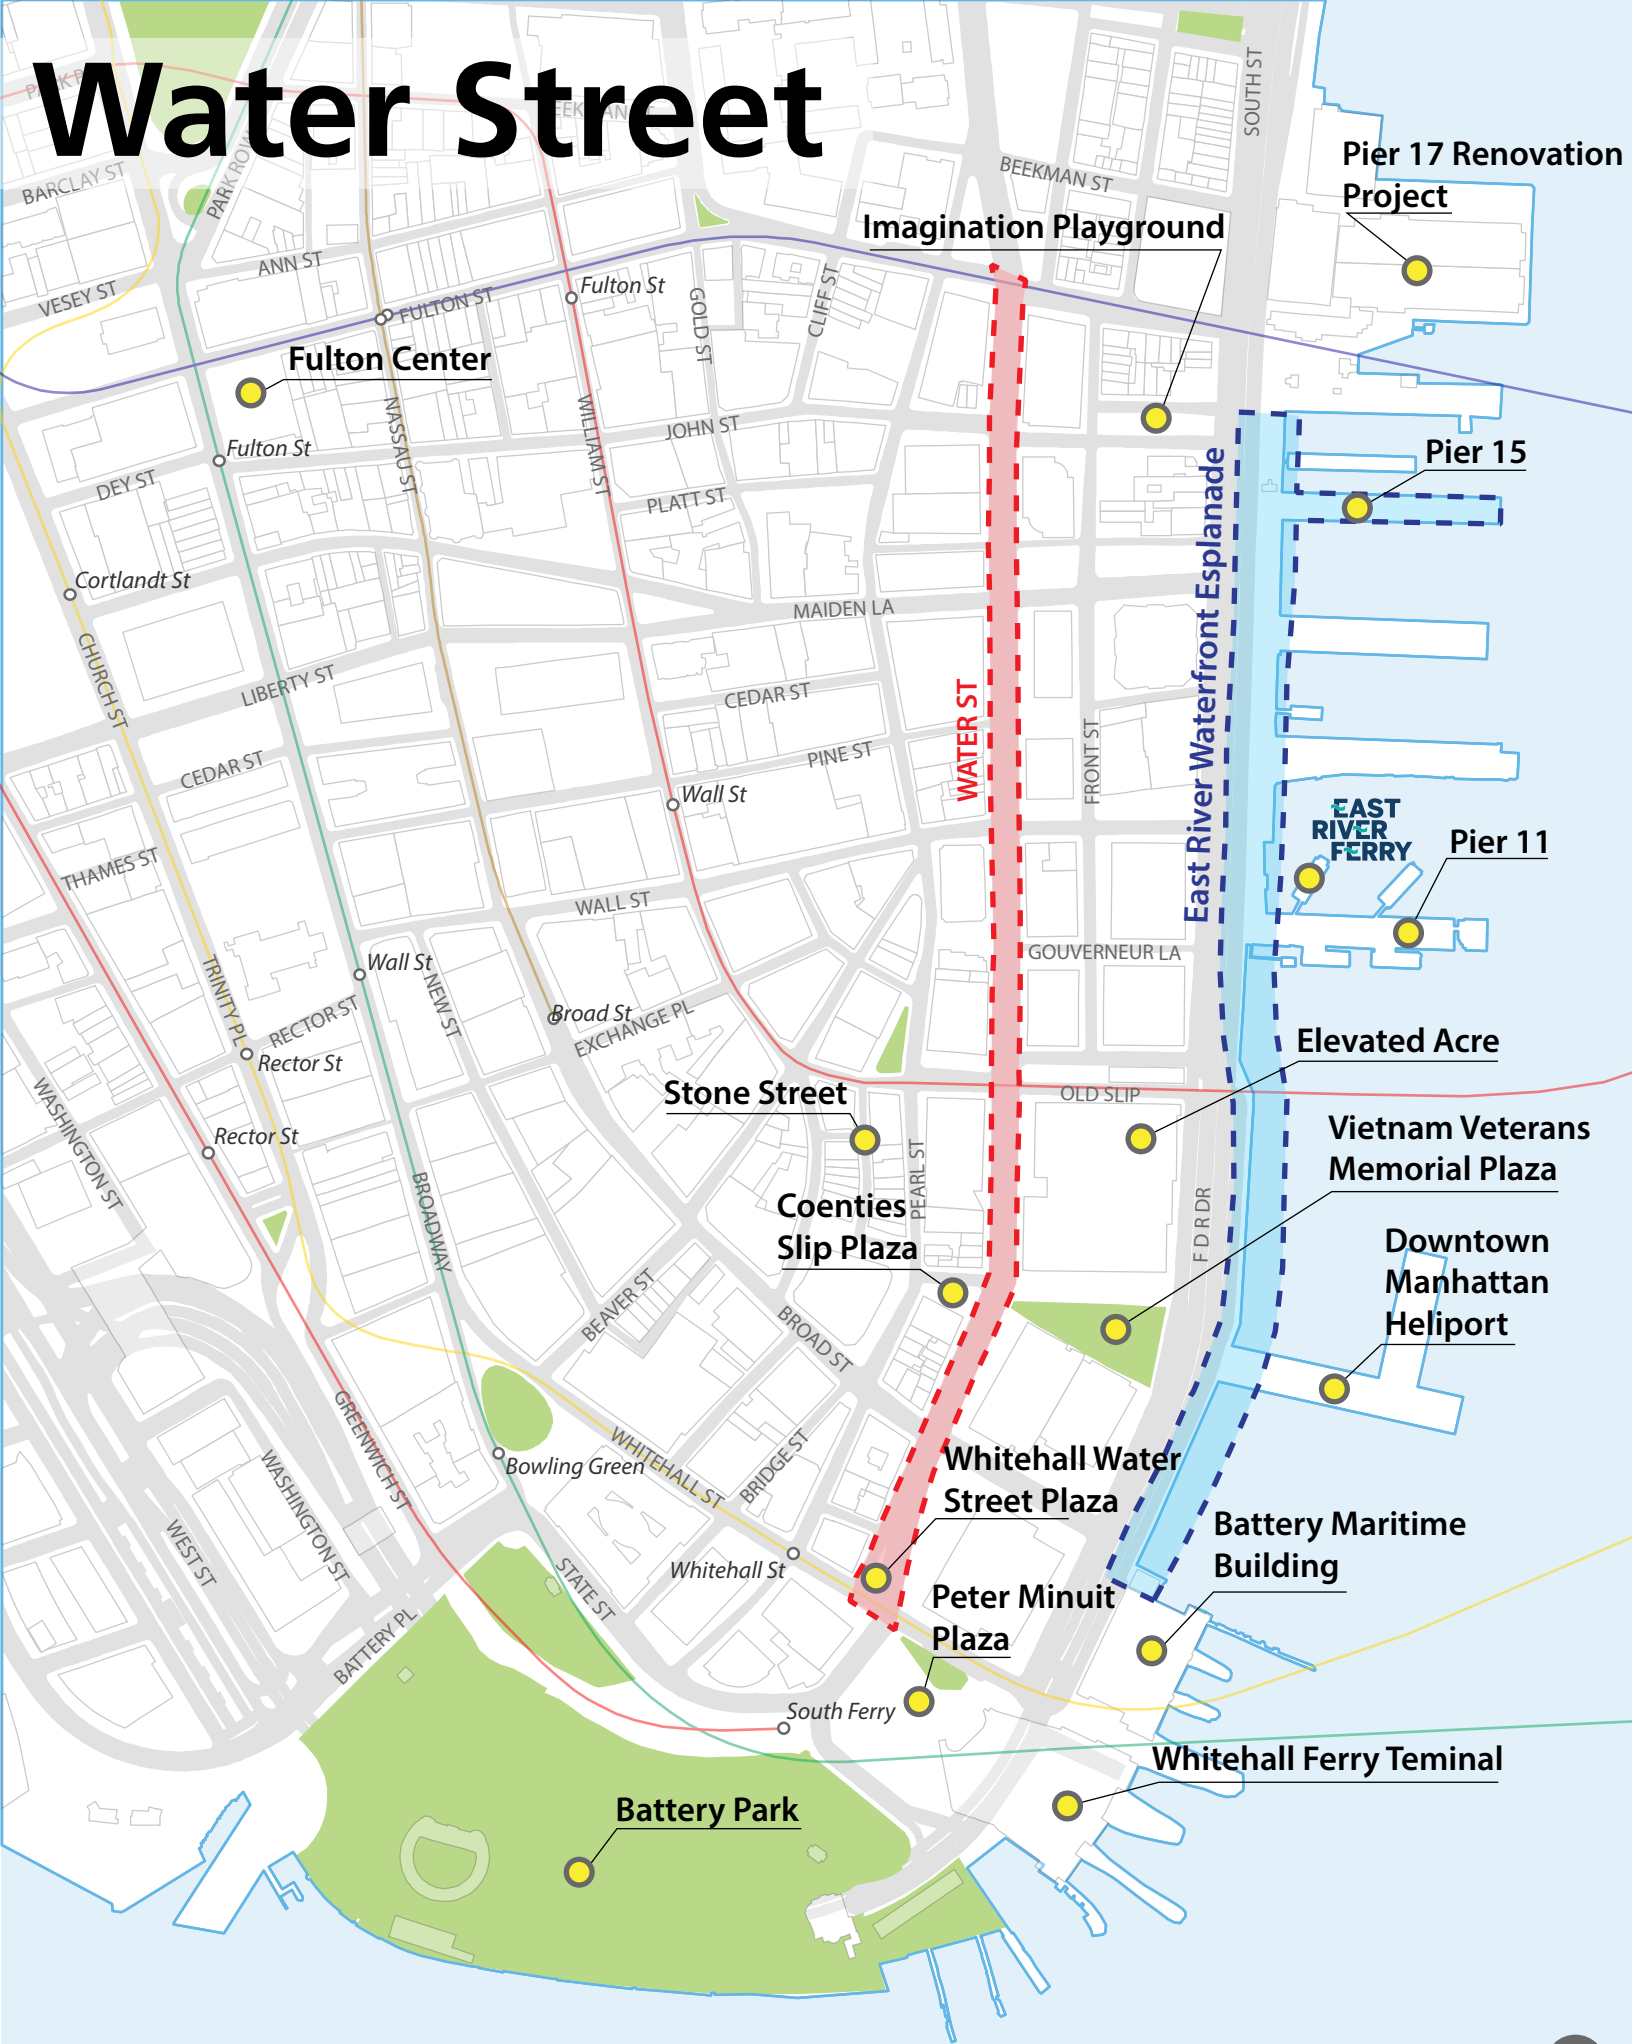 Water Street
PARK ROW
BARCLAY ST
BEEKMAN ST
SOUTH ST
Pier 17 Renovation
Project
Imagination Playground
ANN ST
VESEY ST
FULTON ST
Fulton St
GOLD ST
CLIFF ST
Fulton Center
NASSAU ST
WILLIAM ST
JOHN ST
Fulton St
DEY ST
PLATT ST
Pier 15
East River Waterfront Esplanade
Cortlandt St
MAIDEN LA
CHURCH ST
LIBERTY ST
CEDAR ST
WATER ST
FRONT ST
CEDAR ST
PINE ST
Wall St
EAST
RIVER
FERRY
Pier 11
THAMES ST
WALL ST
TRINITY PL
Wall St
NEW ST
GOUVERNEUR LA
RECTOR ST
Broad St
EXCHANGE PL
Rector St
Elevated Acre
WASHINGTON ST
Stone Street
OLD SLIP
Rector St
Vietnam Veterans
Memorial Plaza
BROADWAY
PEARL ST
F D R DR
Coenties
Slip Plaza
Downtown
Manhattan
Heliport
BEAVER ST
BROAD ST
GREENWICH ST
WHITEHALL ST
BRIDGE ST
Bowling Green
Whitehall Water
Street Plaza
WASHINGTON ST
WEST ST
Battery Maritime
Building
Whitehall St
STATE ST
Peter Minuit
Plaza
BATTERY PL
South Ferry
Whitehall Ferry Teminal
Battery Park